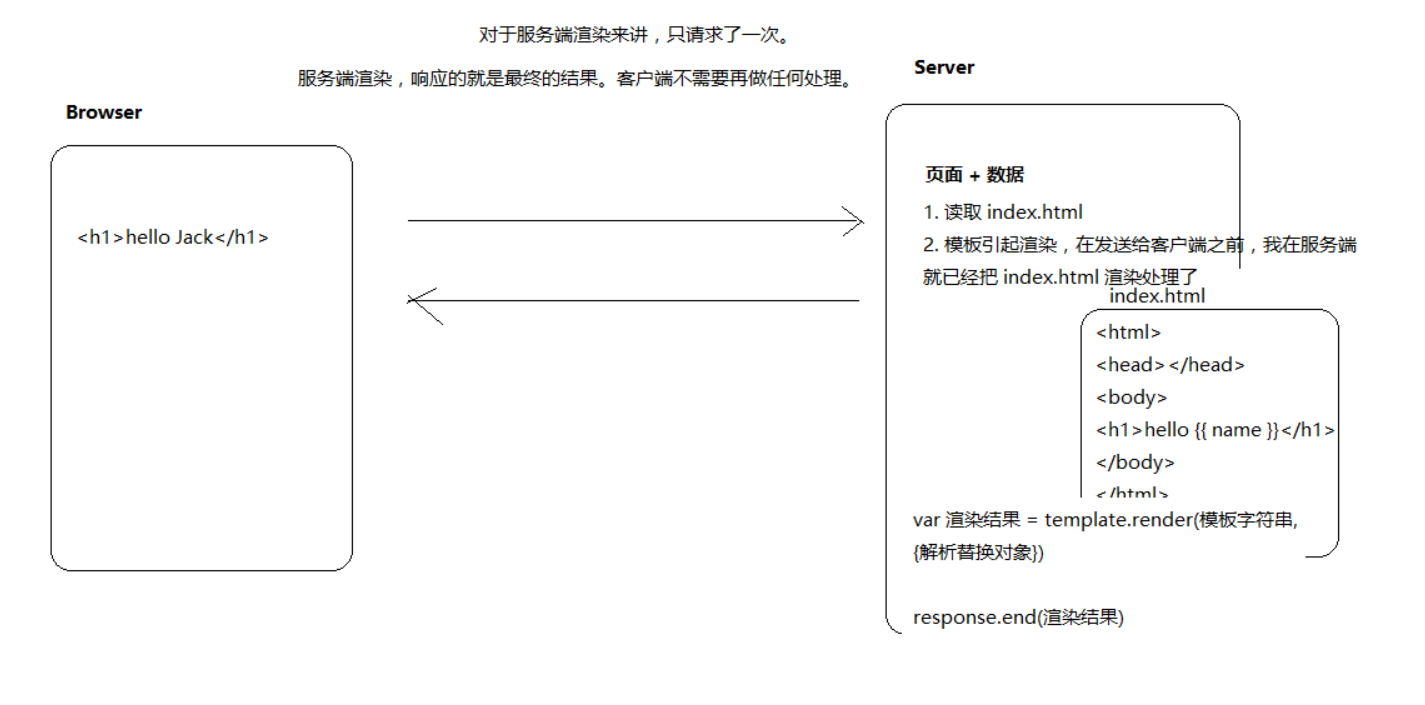 对于服务端渲染来讲，只请求了一次。
服务端渲染，响应的就是最终的结果。客户端不需要再做任何处理。
Server
Browser
<h1>hello Jack</h1>
页面 + 数据
1. 读取 index.html
2. 模板引起渲染，在发送给客户端之前，我在服务端
就已经把 index.html 渲染处理了
index.html
<html>
<head></head>
<body>
<h1>hello {{ name }}</h1>
</body>
</html>
var 渲染结果 = template.render(模板字符串,
{解析替换对象})
response.end(渲染结果)